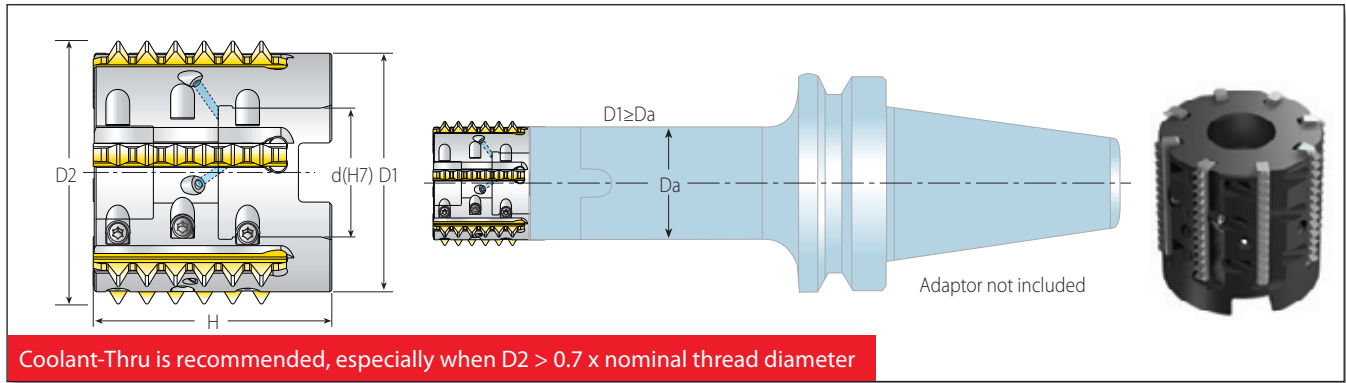 D2
d(H7)
D1
H
D1≥Da
Da
Adaptor not included
Coolant-Thru is recommended, especially when D2 > 0.7 x nominal thread diameter